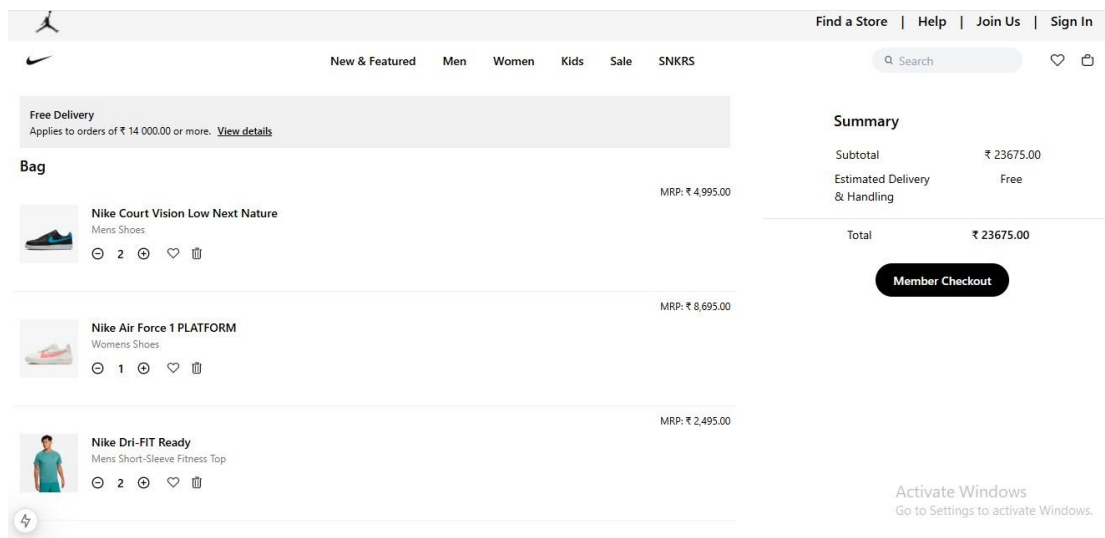 Find a Store | Help | Join Us | Sign In
New & Featured Men Women Kids Sale SNKRS
Search
Free Delivery
Applies to orders of ₹ 14 000.00 or more. View details
Bag
MRP: ₹ 4,995.00
Nike Court Vision Low Next Nature
Mens Shoes
2
MRP: ₹ 8,695.00
Nike Air Force 1 PLATFORM
Womens Shoes
1
MRP: ₹ 2,495.00
Nike Dri-FIT Ready
Mens Short-Sleeve Fitness Top
2
Summary
Subtotal ₹ 23675.00
Estimated Delivery Free
& Handling
Total ₹ 23675.00
Member Checkout
Activate Windows
Go to Settings to activate Windows.